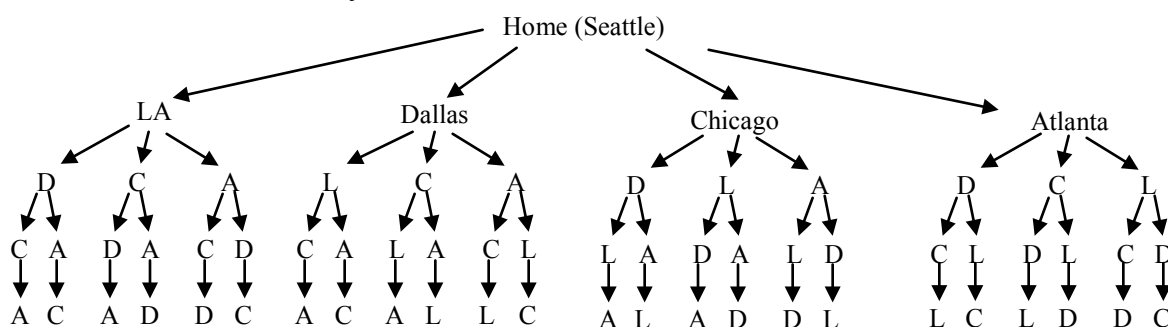 Home (Seattle)
LA Dallas Chicago Atlanta
D C A L C A D L A D C L
C A D A C D C A L A C L L A D A L D C L D L C D
A C A D D C A C A L L C A L A D D L L C L D D C